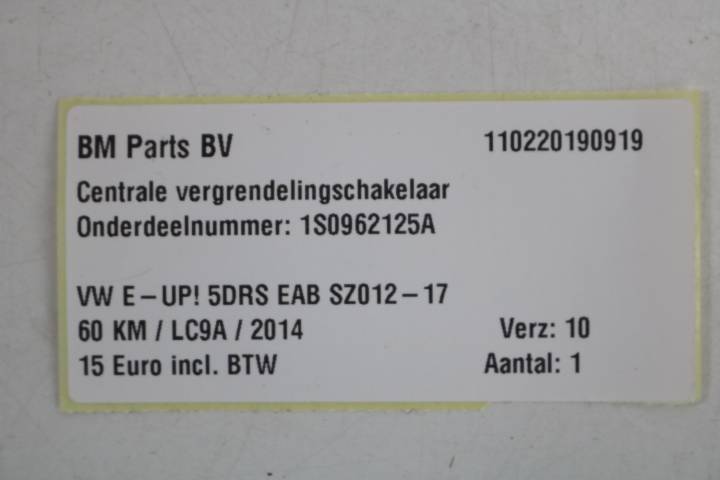 BM Parts BV 110220190919
Centrale vergrendelingschakelaar
Onderdeelnummer: 1S0962125A
VW E-UP! 5DRS EAB SZ012-17
60 KM / LC9A / 2014 Verz: 10
15 Euro incl. BTW Aantal: 1